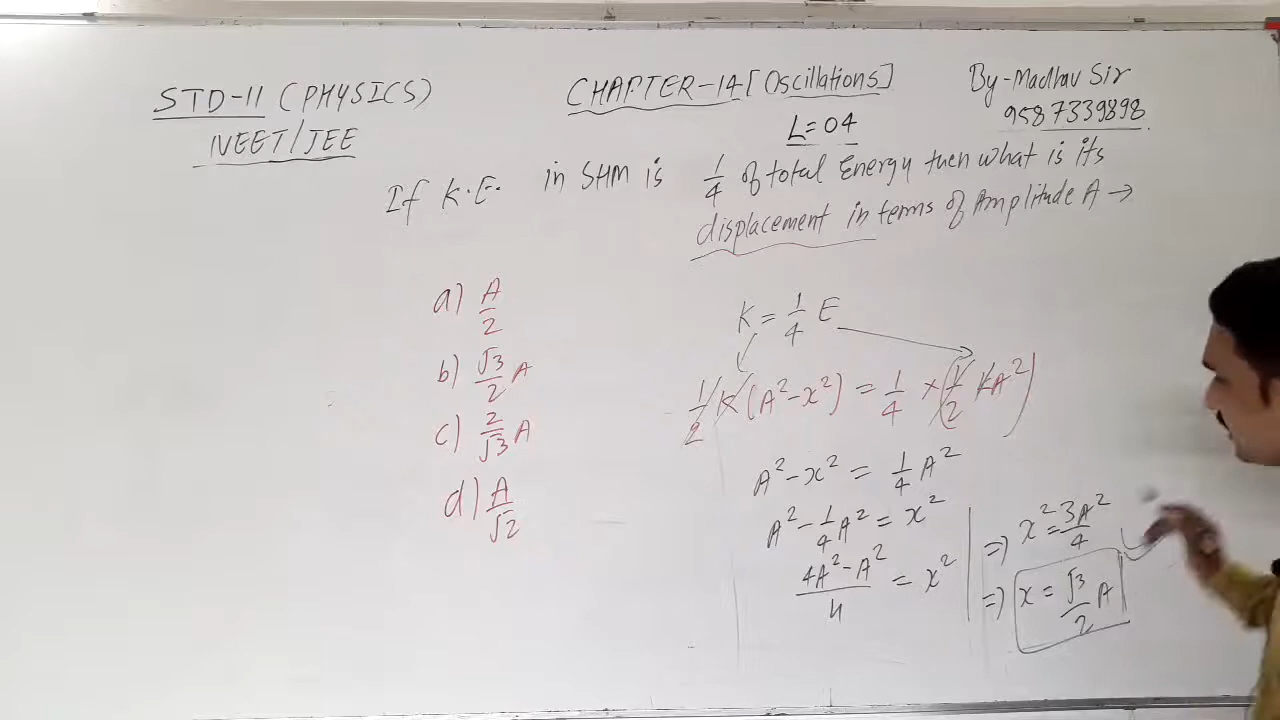 STD-11 (PHYSICS)
NEET/JEE
CHAPTER-14 [Oscillations]
L=04
By-Madhav Sir
9587339898
If K.E. in SHM is 1/4 of total Energy then what is its
displacement in terms of Amplitude A →
a) A/2
b) √3/2 A
c) 2/√3 A
d) A/√2
K = 1/4 E
1/2 K (A²-x²) = 1/4 × (1/2 KA²)
A²-x² = 1/4 A²
A² - 1/4 A² = x²
4A²-A²/4 = x²
=> x² = 3A²/4
=> x = √3/2 A